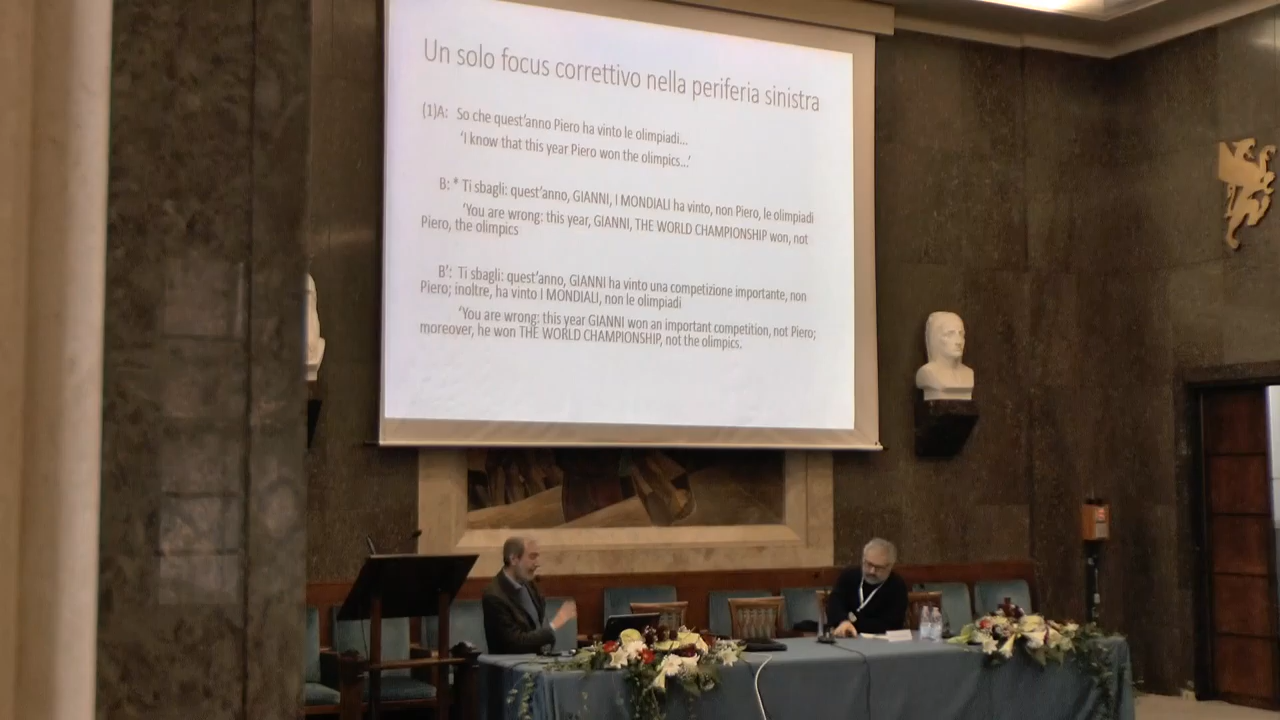 Un solo focus correttivo nella periferia sinistra
(1)A: So che quest'anno Piero ha vinto le olimpiadi...
'I know that this year Piero won the olimpics...'
B: * Ti sbagli: quest'anno, GIANNI, I MONDIALI ha vinto, non Piero, le olimpiadi
'You are wrong: this year, GIANNI, THE WORLD CHAMPIONSHIP won, not
Piero, the olimpics
B': Ti sbagli: quest'anno, GIANNI ha vinto una competizione importante, non
Piero; inoltre, ha vinto I MONDIALI, non le olimpiadi
'You are wrong: this year GIANNI won an important competition, not Piero;
moreover, he won THE WORLD CHAMPIONSHIP, not the olimpics.